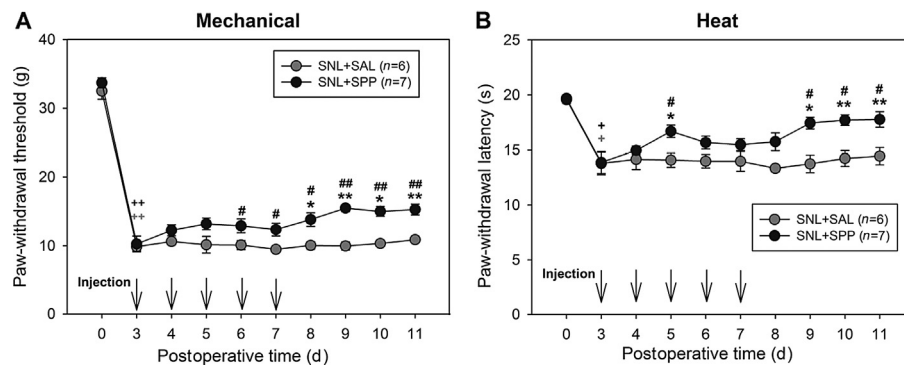 A
Mechanical
Paw-withdrawal threshold (g)
40
30
20
10
0
SNL+SAL (n=6)
SNL+SPP (n=7)
++
++
#
#
#
*
##
**
##
*
##
**
Injection
0 3 4 5 6 7 8 9 10 11
Postoperative time (d)
B
Heat
Paw-withdrawal latency (s)
25
20
15
10
5
0
+
+
#
*
#
*
#
**
#
**
SNL+SAL (n=6)
SNL+SPP (n=7)
Injection
0 3 4 5 6 7 8 9 10 11
Postoperative time (d)